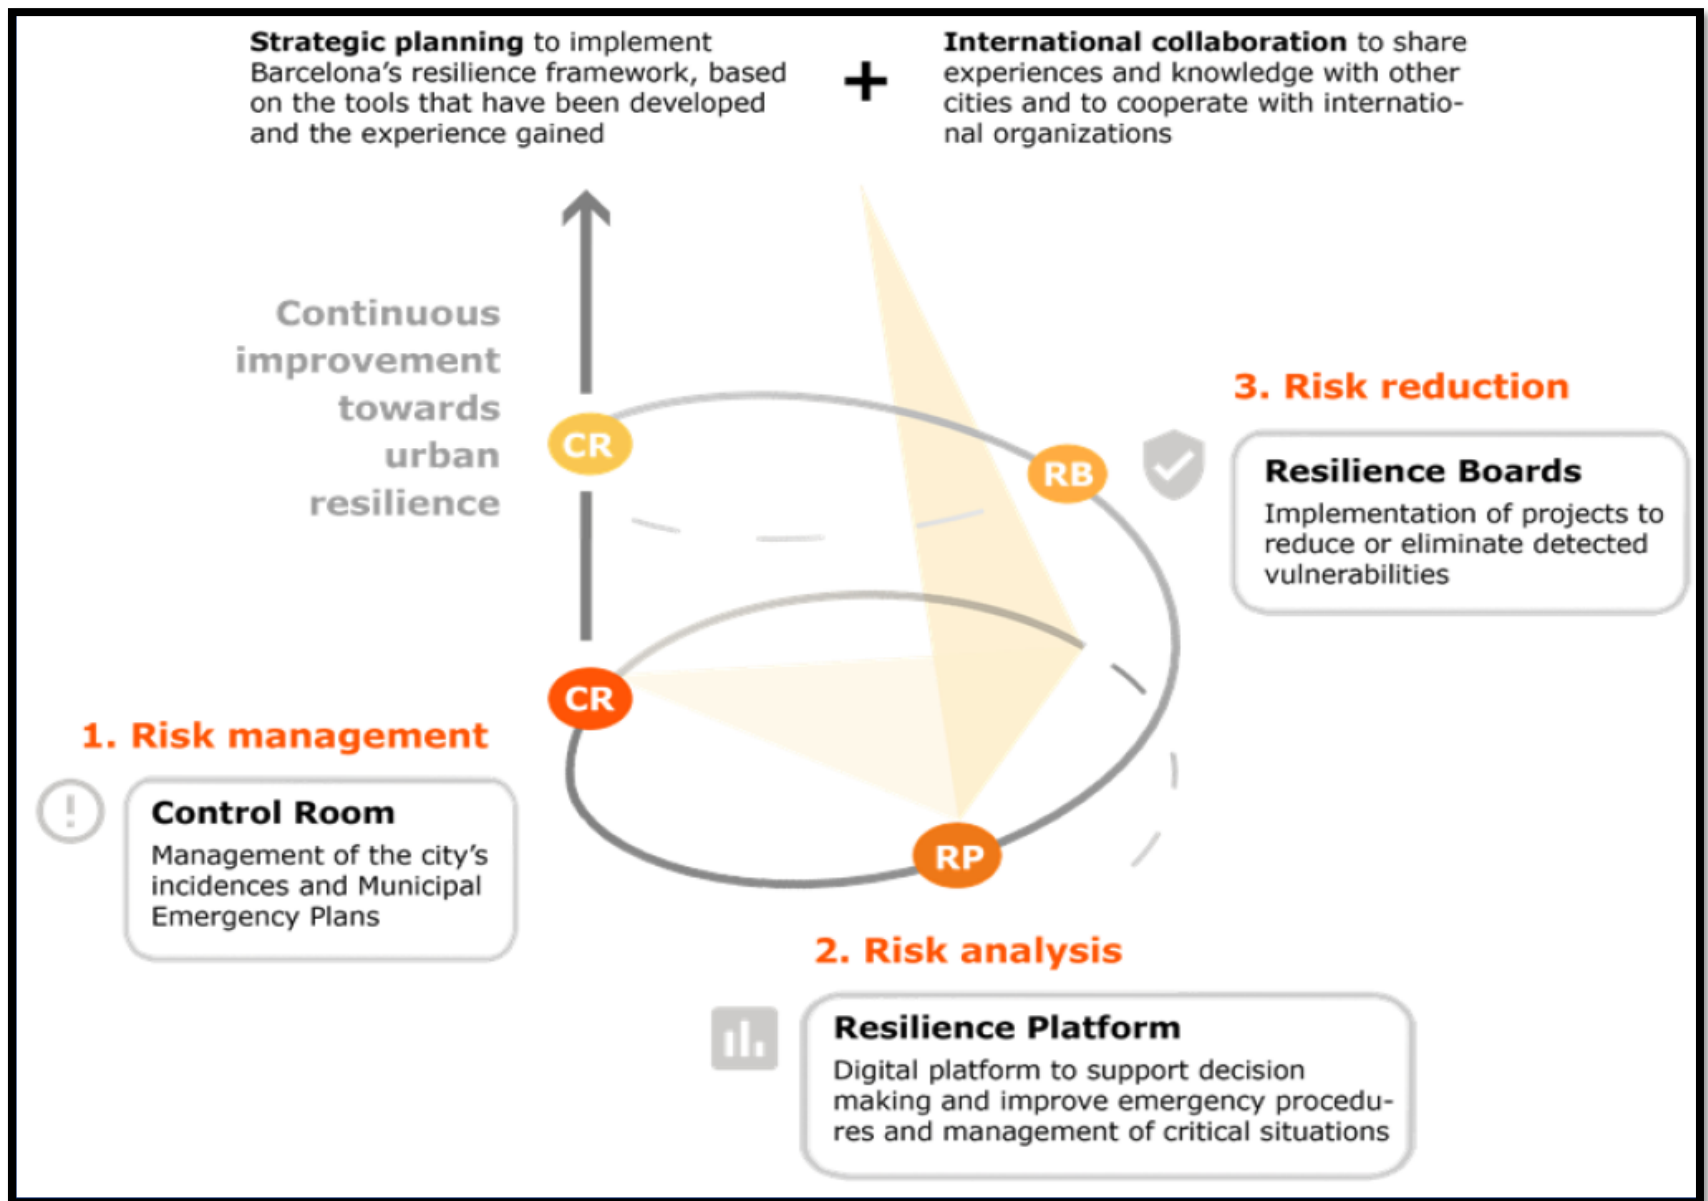 Strategic planning to implement
Barcelona's resilience framework, based
on the tools that have been developed
and the experience gained
+
International collaboration to share
experiences and knowledge with other
cities and to cooperate with internatio-
nal organizations
Continuous
improvement
towards
urban
resilience
CR
RB
3. Risk reduction
Resilience Boards
Implementation of projects to
reduce or eliminate detected
vulnerabilities
CR
1. Risk management
Control Room
Management of the city's
incidences and Municipal
Emergency Plans
RP
2. Risk analysis
Resilience Platform
Digital platform to support decision
making and improve emergency procedu-
res and management of critical situations